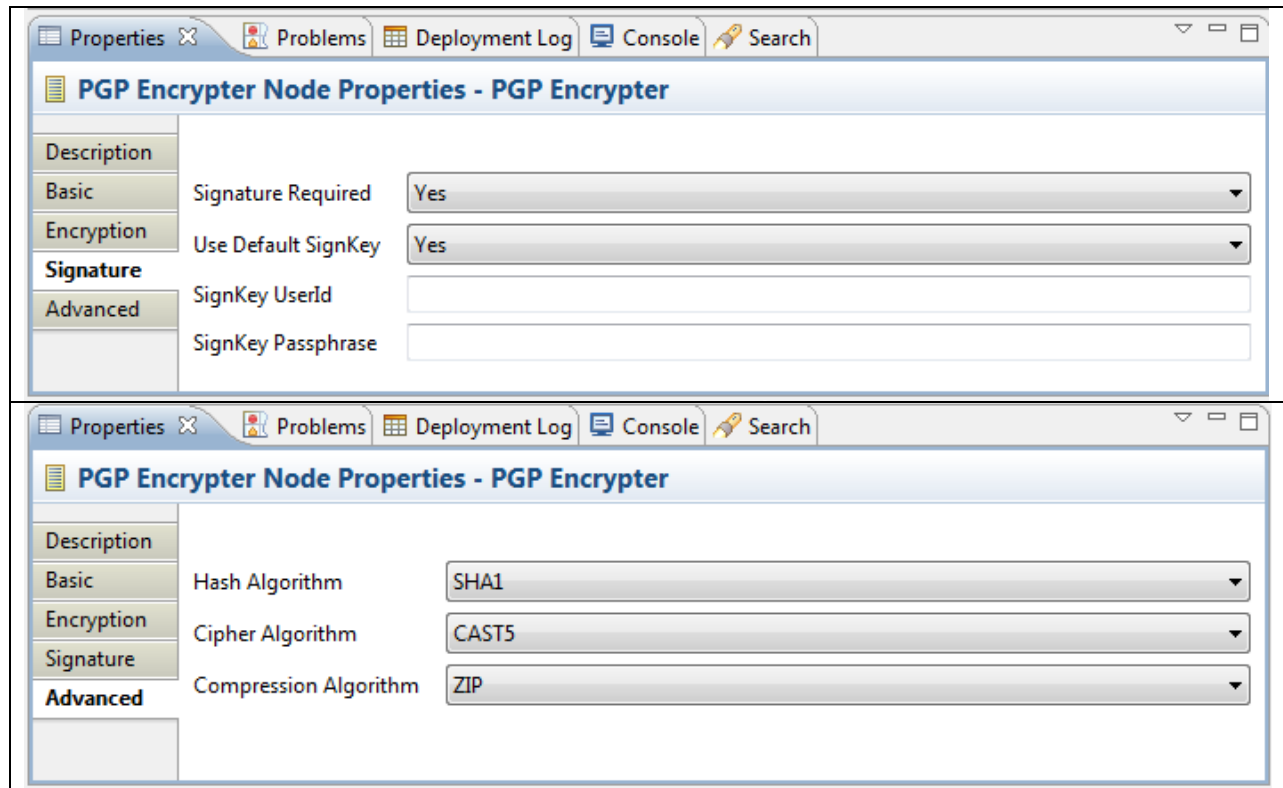 Properties Problems Deployment Log Console Search
PGP Encrypter Node Properties - PGP Encrypter
Description
Basic
Encryption
Signature
Advanced
Signature Required Yes
Use Default SignKey Yes
SignKey UserId
SignKey Passphrase
Properties Problems Deployment Log Console Search
PGP Encrypter Node Properties - PGP Encrypter
Description
Basic
Encryption
Signature
Advanced
Hash Algorithm SHA1
Cipher Algorithm CAST5
Compression Algorithm ZIP